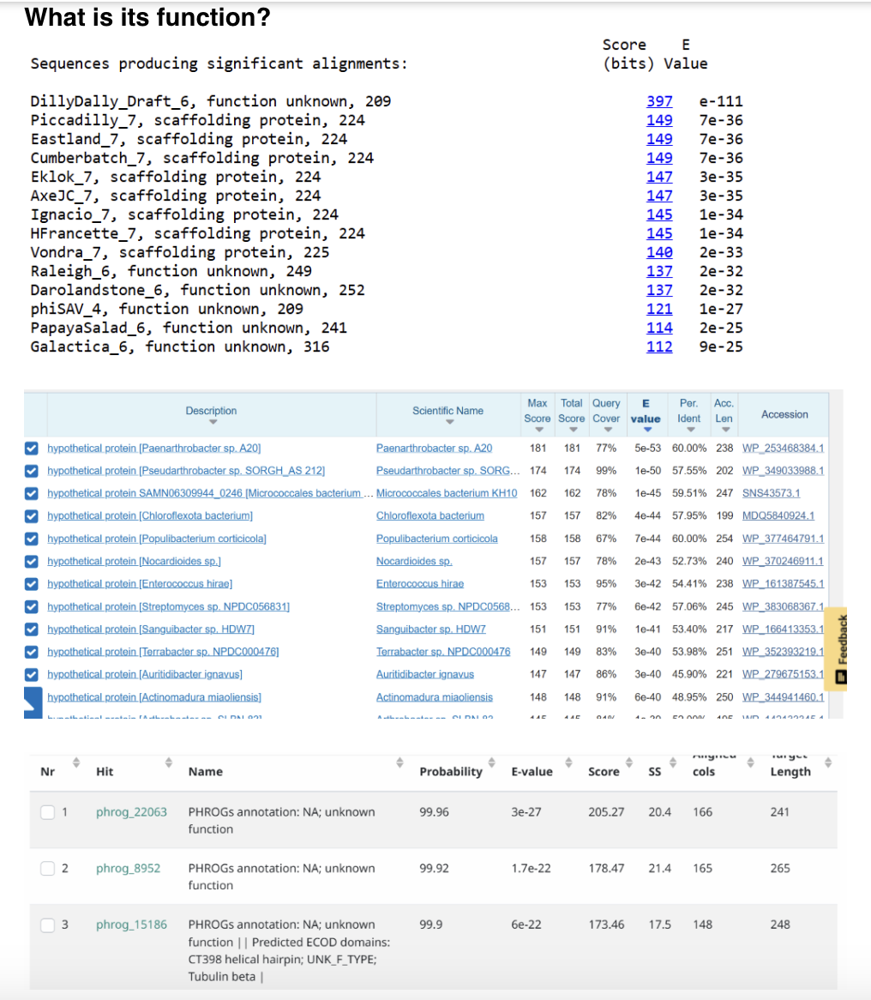 What is its function?
Score E
Sequences producing significant alignments: (bits) Value
DillyDally_Draft_6, function unknown, 209 397 e-111
Piccadilly_7, scaffolding protein, 224 149 7e-36
Eastland_7, scaffolding protein, 224 149 7e-36
Cumberbatch_7, scaffolding protein, 224 149 7e-36
Eklok_7, scaffolding protein, 224 147 3e-35
AxeJC_7, scaffolding protein, 224 147 3e-35
Ignacio_7, scaffolding protein, 224 145 1e-34
HFrancette_7, scaffolding protein, 224 145 1e-34
Vondra_7, scaffolding protein, 225 140 2e-33
Raleigh_6, function unknown, 249 137 2e-32
Darolandstone_6, function unknown, 252 137 2e-32
phiSAV_4, function unknown, 209 121 1e-27
PapayaSalad_6, function unknown, 241 114 2e-25
Galactica_6, function unknown, 316 112 9e-25
Description Scientific Name Max Score Total Score Query Cover E value Per. Ident Acc. Len Accession
hypothetical protein [Paenarthrobacter sp. A20] Paenarthrobacter sp. A20 181 181 77% 5e-53 60.00% 238 WP_253468384.1
hypothetical protein [Pseudarthrobacter sp. SORGH_AS 212] Pseudarthrobacter sp. SORG... 174 174 99% 1e-50 57.55% 202 WP_349033988.1
hypothetical protein SAMN06309944_0246 [Micrococcales bacterium ... Micrococcales bacterium KH10 162 162 78% 1e-45 59.51% 247 SNS43573.1
hypothetical protein [Chloroflexota bacterium] Chloroflexota bacterium 157 157 82% 4e-44 57.95% 199 MDQ5840924.1
hypothetical protein [Populibacterium corticicola] Populibacterium corticicola 158 158 67% 7e-44 60.00% 254 WP_377464791.1
hypothetical protein [Nocardioides sp.] Nocardioides sp. 157 157 78% 2e-43 52.73% 240 WP_370246911.1
hypothetical protein [Enterococcus hirae] Enterococcus hirae 153 153 95% 3e-42 54.41% 238 WP_161387545.1
hypothetical protein [Streptomyces sp. NPDC056831] Streptomyces sp. NPDC0568... 153 153 77% 6e-42 57.06% 245 WP_383068367.1
hypothetical protein [Sanguibacter sp. HDW7] Sanguibacter sp. HDW7 151 151 91% 1e-41 53.40% 217 WP_166413353.1
hypothetical protein [Terrabacter sp. NPDC000476] Terrabacter sp. NPDC000476 149 149 83% 3e-40 53.98% 251 WP_352393219.1
hypothetical protein [Auritidibacter ignavus] Auritidibacter ignavus 147 147 86% 3e-40 45.90% 221 WP_279675153.1
hypothetical protein [Actinomadura miaoliensis] Actinomadura miaoliensis 148 148 91% 6e-40 48.95% 250 WP_344941460.1
Feedback
Nr Hit Name Probability E-value Score SS cols Length
1 phrog_22063 PHROGs annotation: NA; unknown 99.96 3e-27 205.27 20.4 166 241
function
2 phrog_8952 PHROGs annotation: NA; unknown 99.92 1.7e-22 178.47 21.4 165 265
function
3 phrog_15186 PHROGs annotation: NA; unknown 99.9 6e-22 173.46 17.5 148 248
function || Predicted ECOD domains:
CT398 helical hairpin; UNK_F_TYPE;
Tubulin beta |